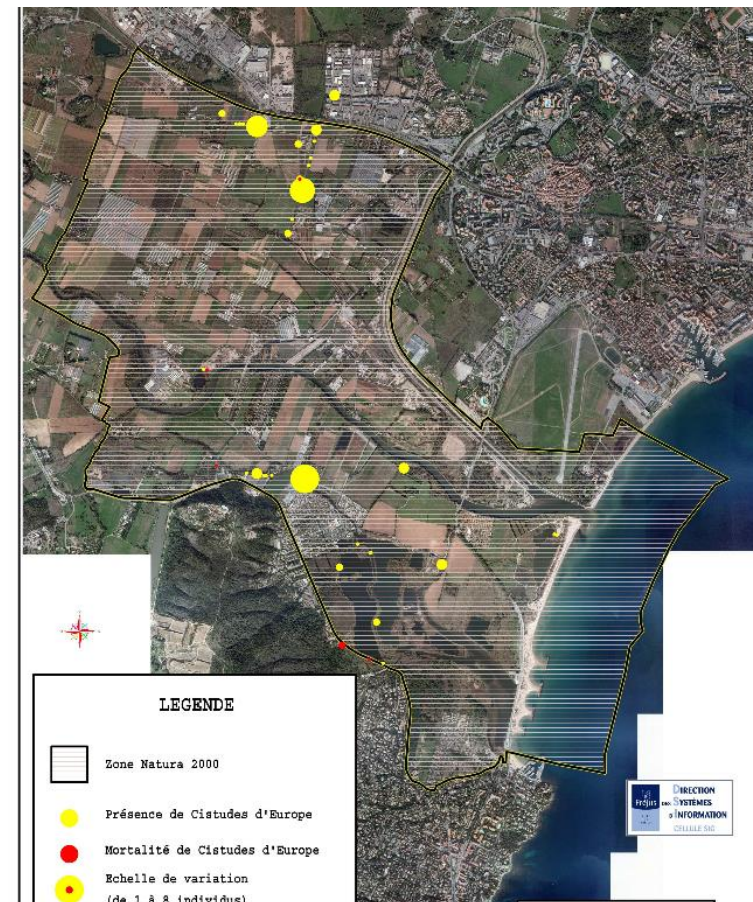 LEGENDE
Zone Natura 2000
Présence de Cistudes d'Europe
Mortalité de Cistudes d'Europe
Echelle de variation
(de 1 à 8 individus)
Fréjus
DIRECTION
DES SYSTÈMES
D'INFORMATION
CELLULE SIG